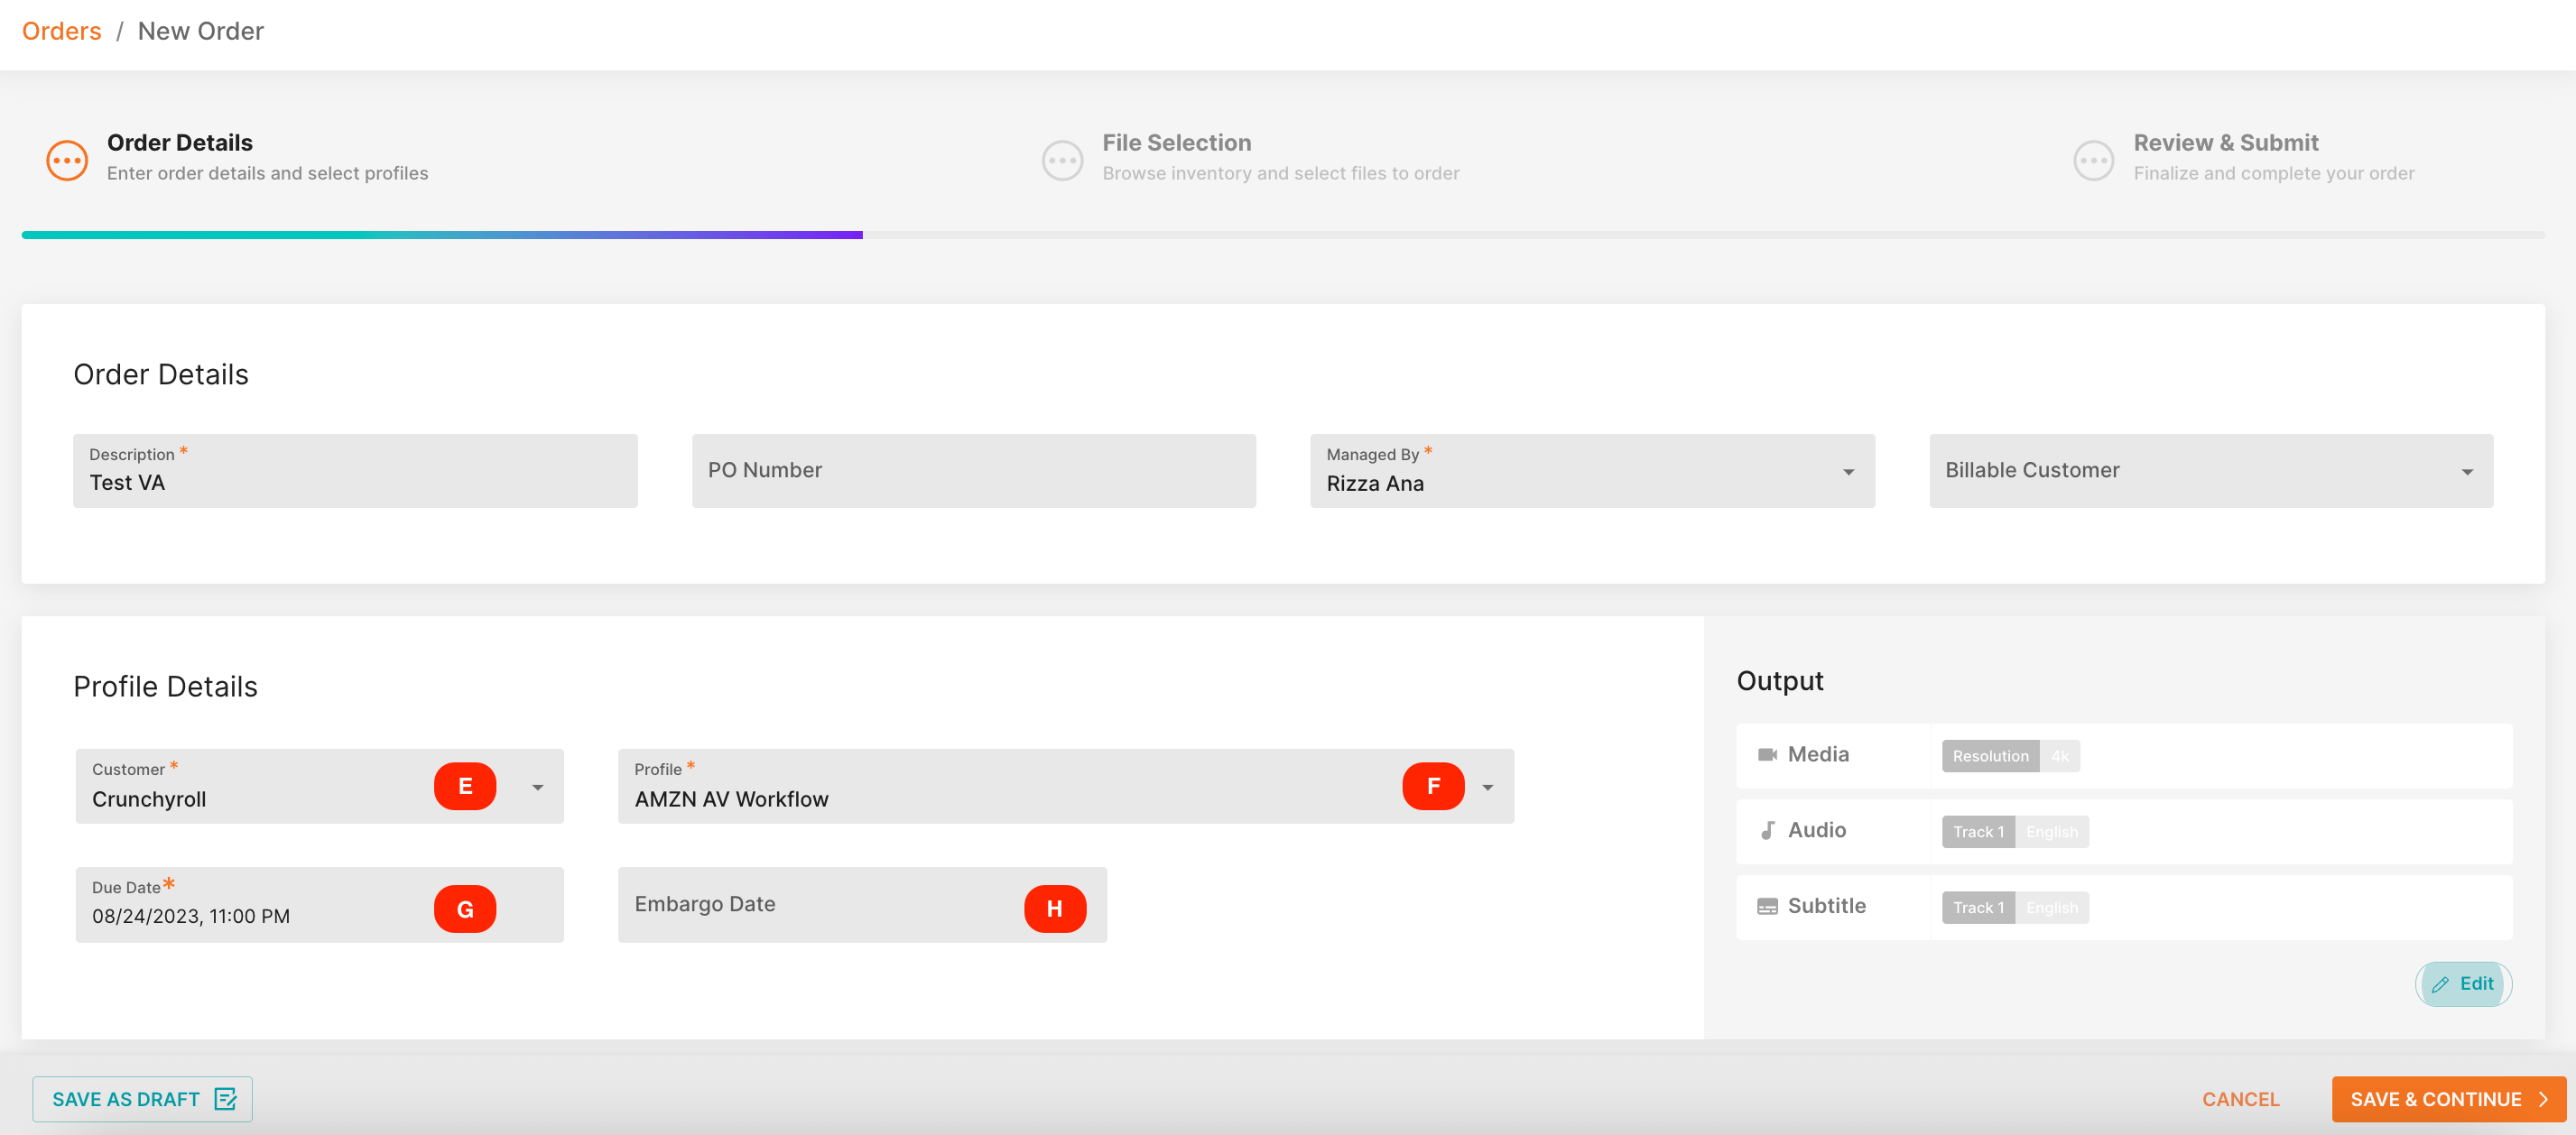 Orders / New Order
Order Details
Enter order details and select profiles
File Selection
Browse inventory and select files to order
Review & Submit
Finalize and complete your order
Order Details
Description *
Test VA
PO Number
Managed By *
Rizza Ana
Billable Customer
Profile Details
Customer *
Crunchyroll
E
Profile *
AMZN AV Workflow
F
Due Date*
08/24/2023, 11:00 PM
G
Embargo Date
H
Output
Media Resolution 4k
Audio Track 1 English
Subtitle Track 1 English
Edit
SAVE AS DRAFT
CANCEL
SAVE & CONTINUE